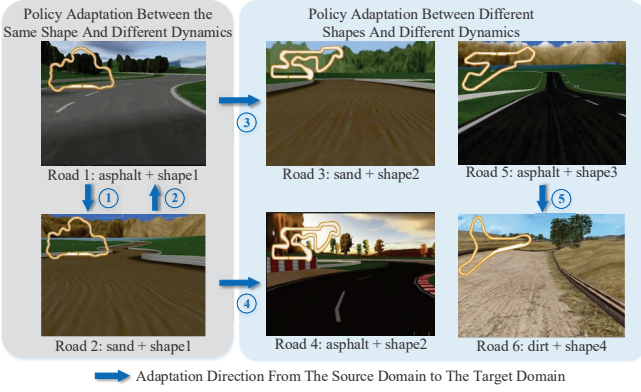 Policy Adaptation Between the
Same Shape And Different Dynamics
Policy Adaptation Between Different
Shapes And Different Dynamics
Road 1: asphalt + shape1
Road 3: sand + shape2
Road 5: asphalt + shape3
1
2
3
4
5
Road 2: sand + shape1
Road 4: asphalt + shape2
Road 6: dirt + shape4
Adaptation Direction From The Source Domain to The Target Domain